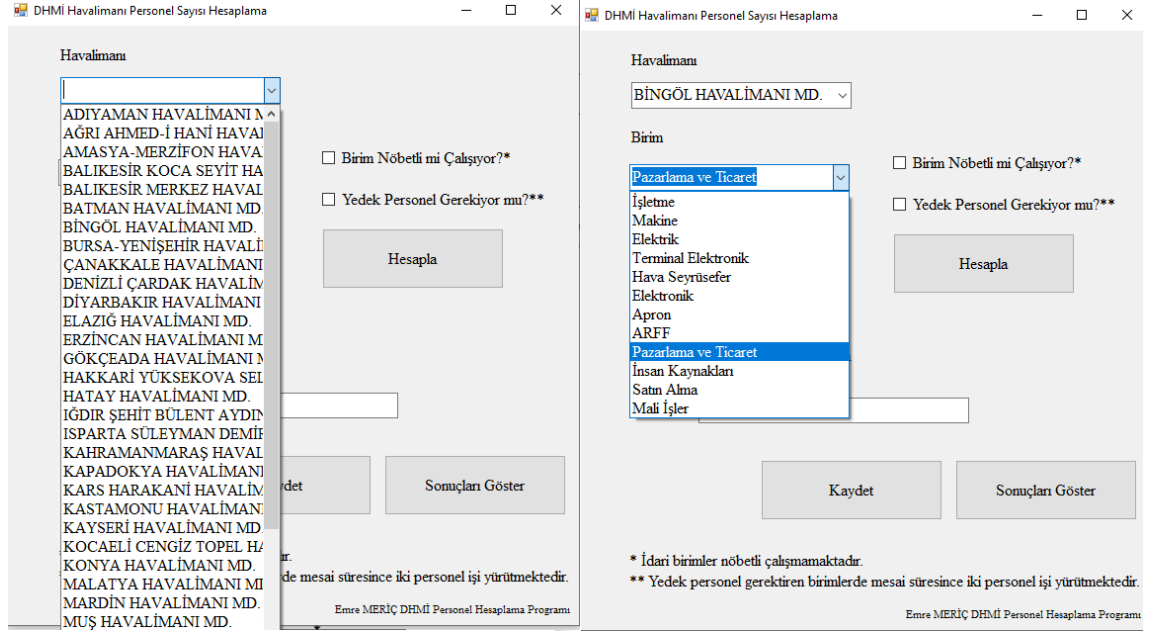 DHMİ Havalimanı Personel Sayısı Hesaplama
Havalimanı
ADIYAMAN HAVALİMANI
AĞRI AHMED-İ HANİ
AMASYA-MERZİFON
BALIKESİR KOCA SEYİT
BALIKESİR MERKEZ
BATMAN HAVALİMANI MD.
BİNGÖL HAVALİMANI MD.
BURSA-YENİŞEHİR
ÇANAKKALE HAVALİMANI
DENİZLİ ÇARDAK
DİYARBAKIR HAVALİMANI
ELAZIĞ HAVALİMANI MD.
ERZİNCAN HAVALİMANI
GÖKÇEADA HAVALİMANI
HAKKARİ YÜKSEKOVA
HATAY HAVALİMANI MD.
IĞDIR ŞEHİT BÜLENT AYDIN
ISPARTA SÜLEYMAN
KAHRAMANMARAŞ
KAPADOKYA HAVALİMANI
KARS HARAKANİ
KASTAMONU
KAYSERİ HAVALİMANI MD.
KOCAELİ CENGİZ TOPEL
KONYA HAVALİMANI MD.
MALATYA HAVALİMANI
MARDİN HAVALİMANI MD.
MUŞ HAVALİMANI MD.
Birim Nöbetli mi Çalışıyor?*
Yedek Personel Gerekiyor mu?**
Hesapla
Sonuçları Göster
mesai süresince iki personel işi yürütmektedir.
Emre MERİÇ DHMİ Personel Hesaplama Programı
DHMİ Havalimanı Personel Sayısı Hesaplama
Havalimanı
BİNGÖL HAVALİMANI MD.
Birim
Pazarlama ve Ticaret
İşletme
Makine
Elektrik
Terminal Elektronik
Hava Seyrüsefer
Elektronik
Apron
ARFF
Pazarlama ve Ticaret
İnsan Kaynakları
Satın Alma
Mali İşler
Birim Nöbetli mi Çalışıyor?*
Yedek Personel Gerekiyor mu?**
Hesapla
Kaydet
Sonuçları Göster
* İdari birimler nöbetli çalışmamaktadır.
** Yedek personel gerektiren birimlerde mesai süresince iki personel işi yürütmektedir.
Emre MERİÇ DHMİ Personel Hesaplama Programı